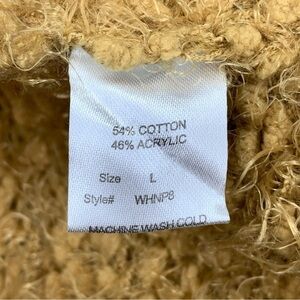 54% COTTON
46% ACRYLIC
Size L
Style# WHNP8
MACHINE WASH COLD